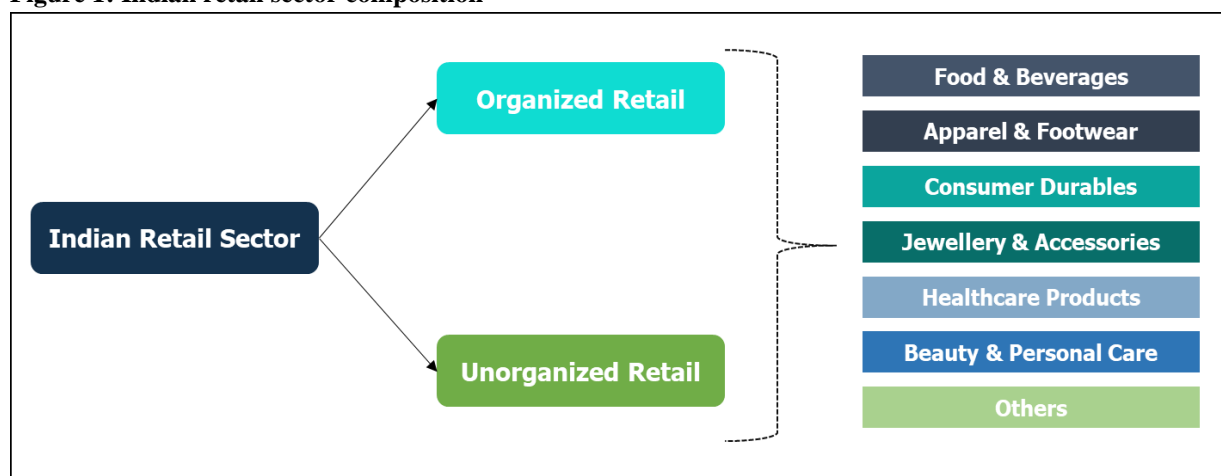 Figure 1: Indian retail sector composition
Organized Retail
Indian Retail Sector
Unorganized Retail
Food & Beverages
Apparel & Footwear
Consumer Durables
Jewellery & Accessories
Healthcare Products
Beauty & Personal Care
Others